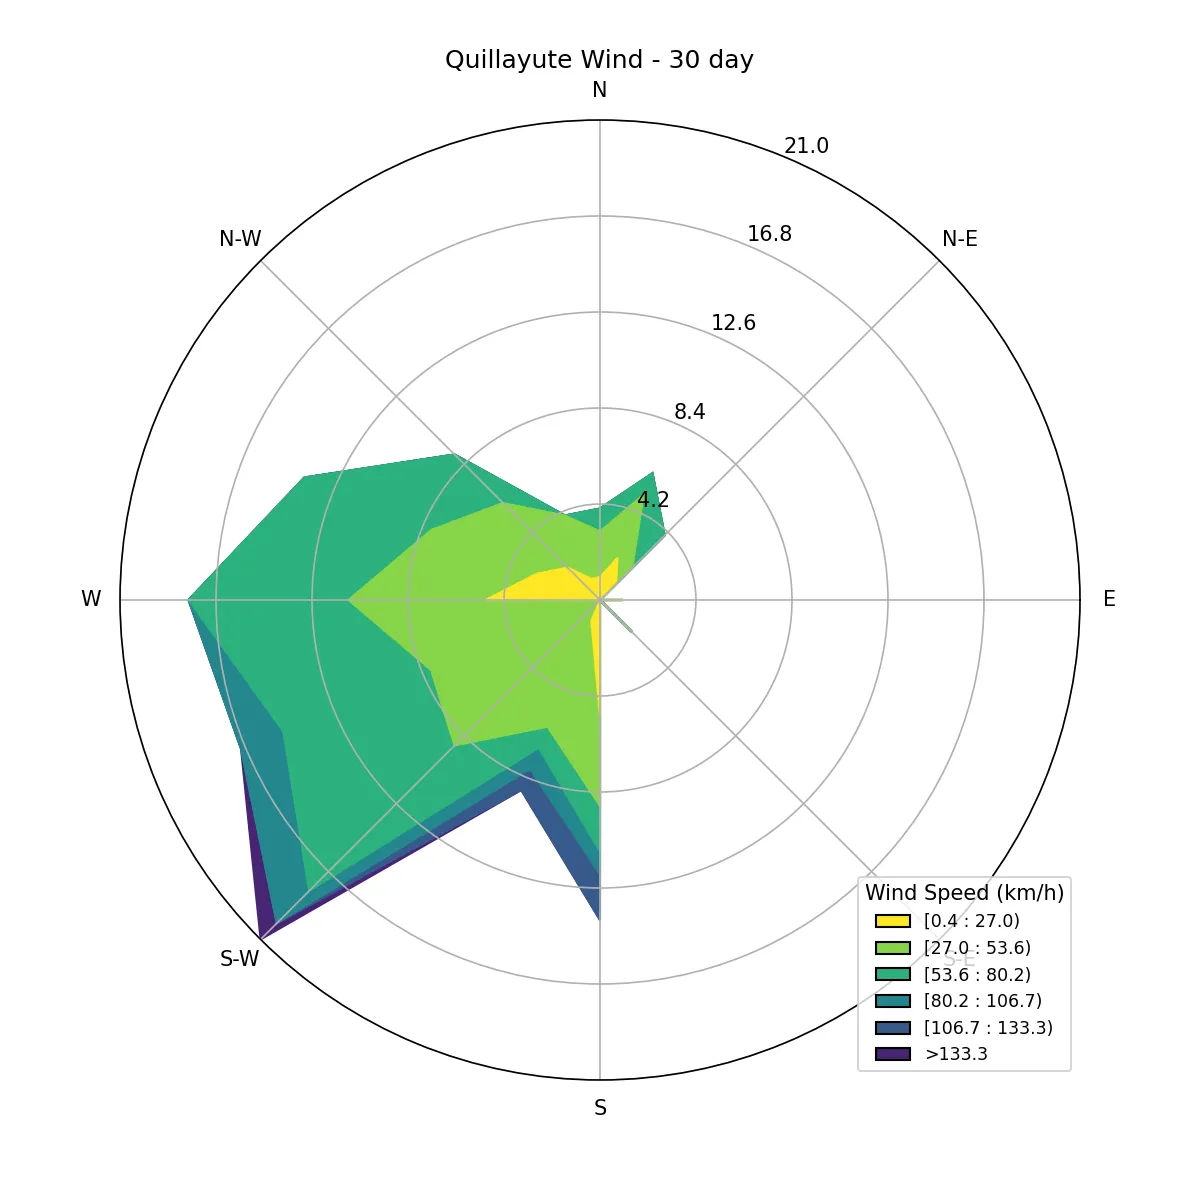 Quillayute Wind - 30 day
N
21.0
N-W
N-E
16.8
12.6
8.4
4.2
W
E
Wind Speed (km/h)
[0.4 : 27.0)
[27.0 : 53.6)
S-W
S-E
[53.6 : 80.2)
[80.2 : 106.7)
[106.7 : 133.3)
>133.3
S